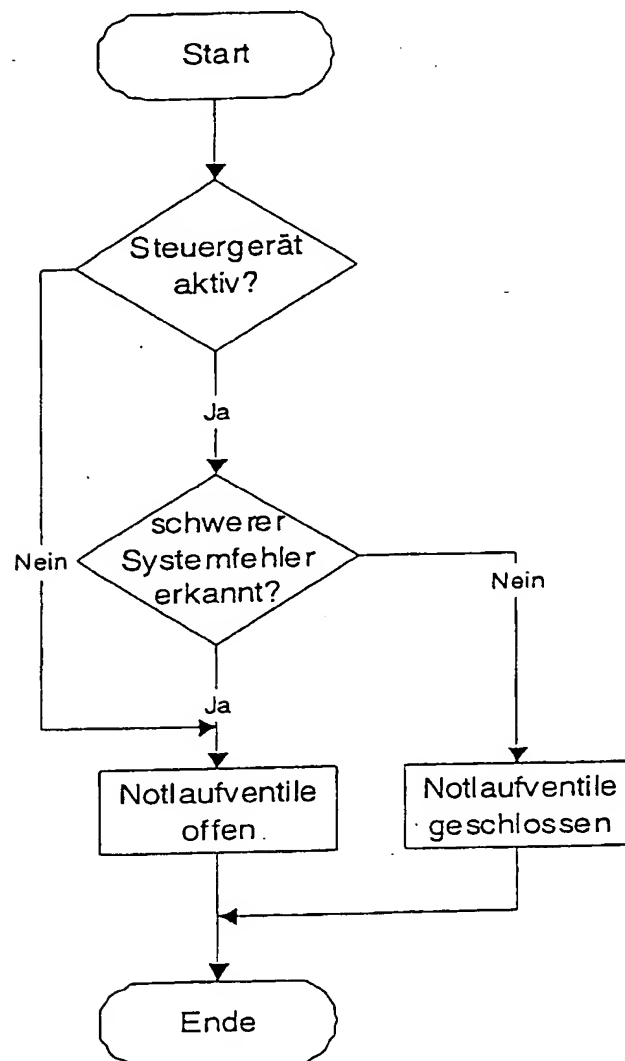 Start
Steuergerät
aktiv?
Ja
schwerer
Systemfehler
erkannt?
Nein
Nein
Ja
Notlaufventile
offen.
Notlaufventile
geschlossen
Ende